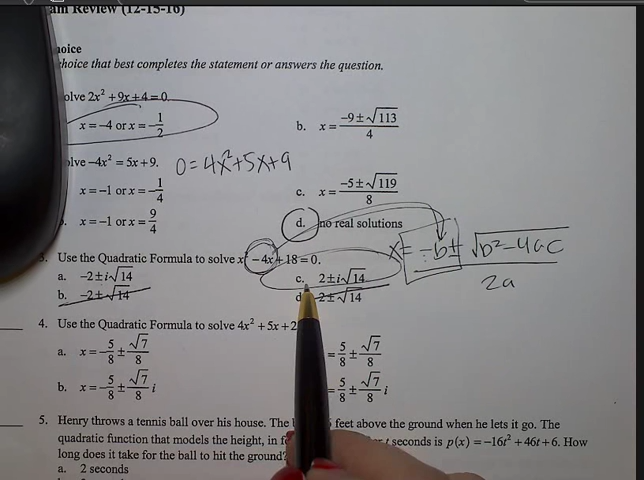 am Review (12-15-16)
hoice
choice that best completes the statement or answers the question.
olve 2x² + 9x + 4 = 0.
x = −4 or x = −1/2
b. x = (−9 ± √113)/4
olve −4x² = 5x + 9.
0 = 4x² + 5x + 9
x = −1 or x = −1/4
c. x = (−5 ± √119)/8
x = −1 or x = 9/4
d. no real solutions
x = −b ± √b² − 4ac
2a
3. Use the Quadratic Formula to solve x² − 4x + 18 = 0.
a. −2 ± i√14
c. 2 ± i√14
b. −2 ± √14
d. 2 ± √14
4. Use the Quadratic Formula to solve 4x² + 5x + 2
a. x = −5/8 ± √7/8
= 5/8 ± √7/8
b. x = −5/8 ± √7/8 i
= 5/8 ± √7/8 i
5. Henry throws a tennis ball over his house. The feet above the ground when he lets it go. The
quadratic function that models the height, in f seconds is p(x) = −16t² + 46t + 6. How
long does it take for the ball to hit the ground?
a. 2 seconds